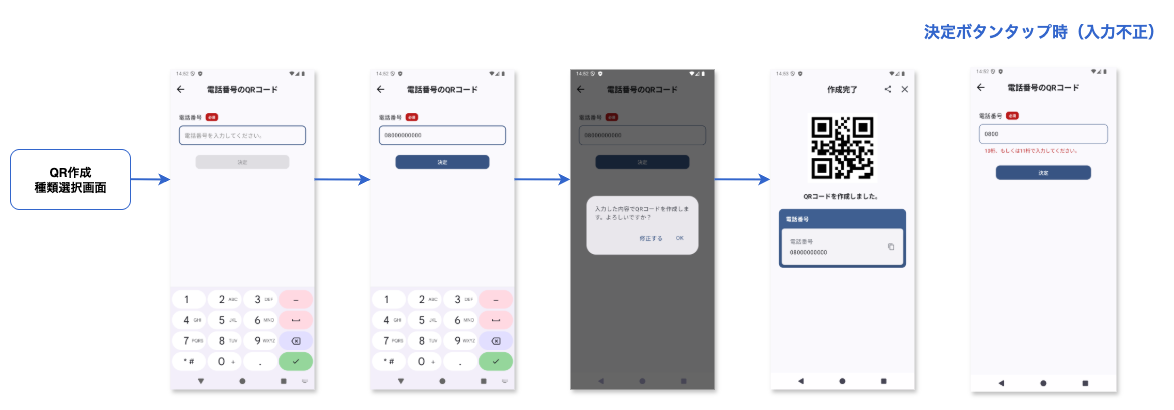 決定ボタンタップ時（入力不正）
QR作成
種類選択画面
14:52
電話番号のQRコード
電話番号 必須
電話番号を入力してください。
決定
1
2 ABC
3 DEF
-
4 GHI
5 JKL
6 MNO
7 PQRS
8 TUV
9 WXYZ
* #
0 +
.
14:52
電話番号のQRコード
電話番号 必須
08000000000
決定
1
2 ABC
3 DEF
-
4 GHI
5 JKL
6 MNO
7 PQRS
8 TUV
9 WXYZ
* #
0 +
.
14:52
電話番号のQRコード
電話番号 必須
08000000000
決定
入力した内容でQRコードを作成しま
す。よろしいですか？
修正する OK
14:52
作成完了
QRコードを作成しました。
電話番号
電話番号
08000000000
14:52
電話番号のQRコード
電話番号 必須
0800
10桁、もしくは11桁で入力してください。
決定